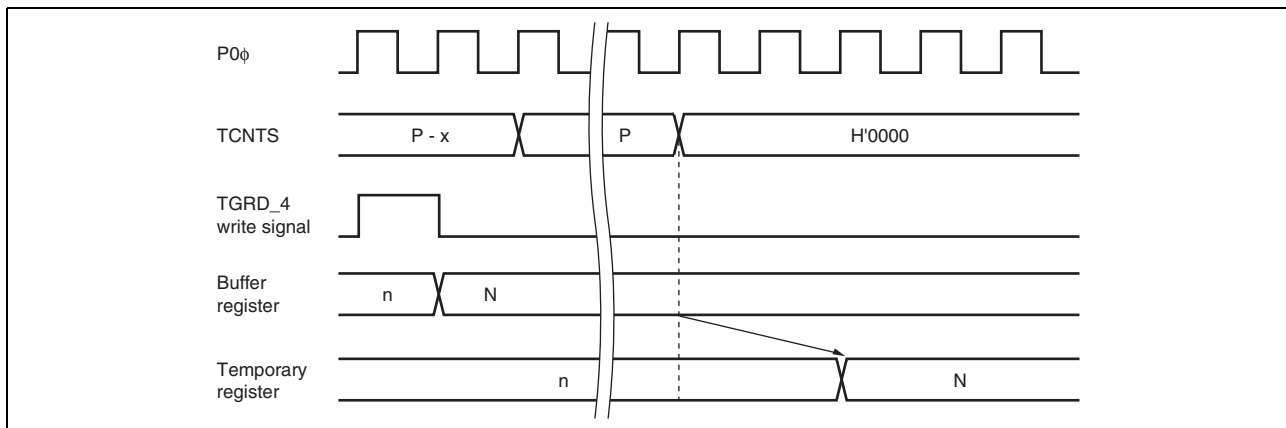 P0ϕ
TCNTS
P - x
P
H'0000
TGRD_4
write signal
Buffer
register
n
N
Temporary
register
n
N